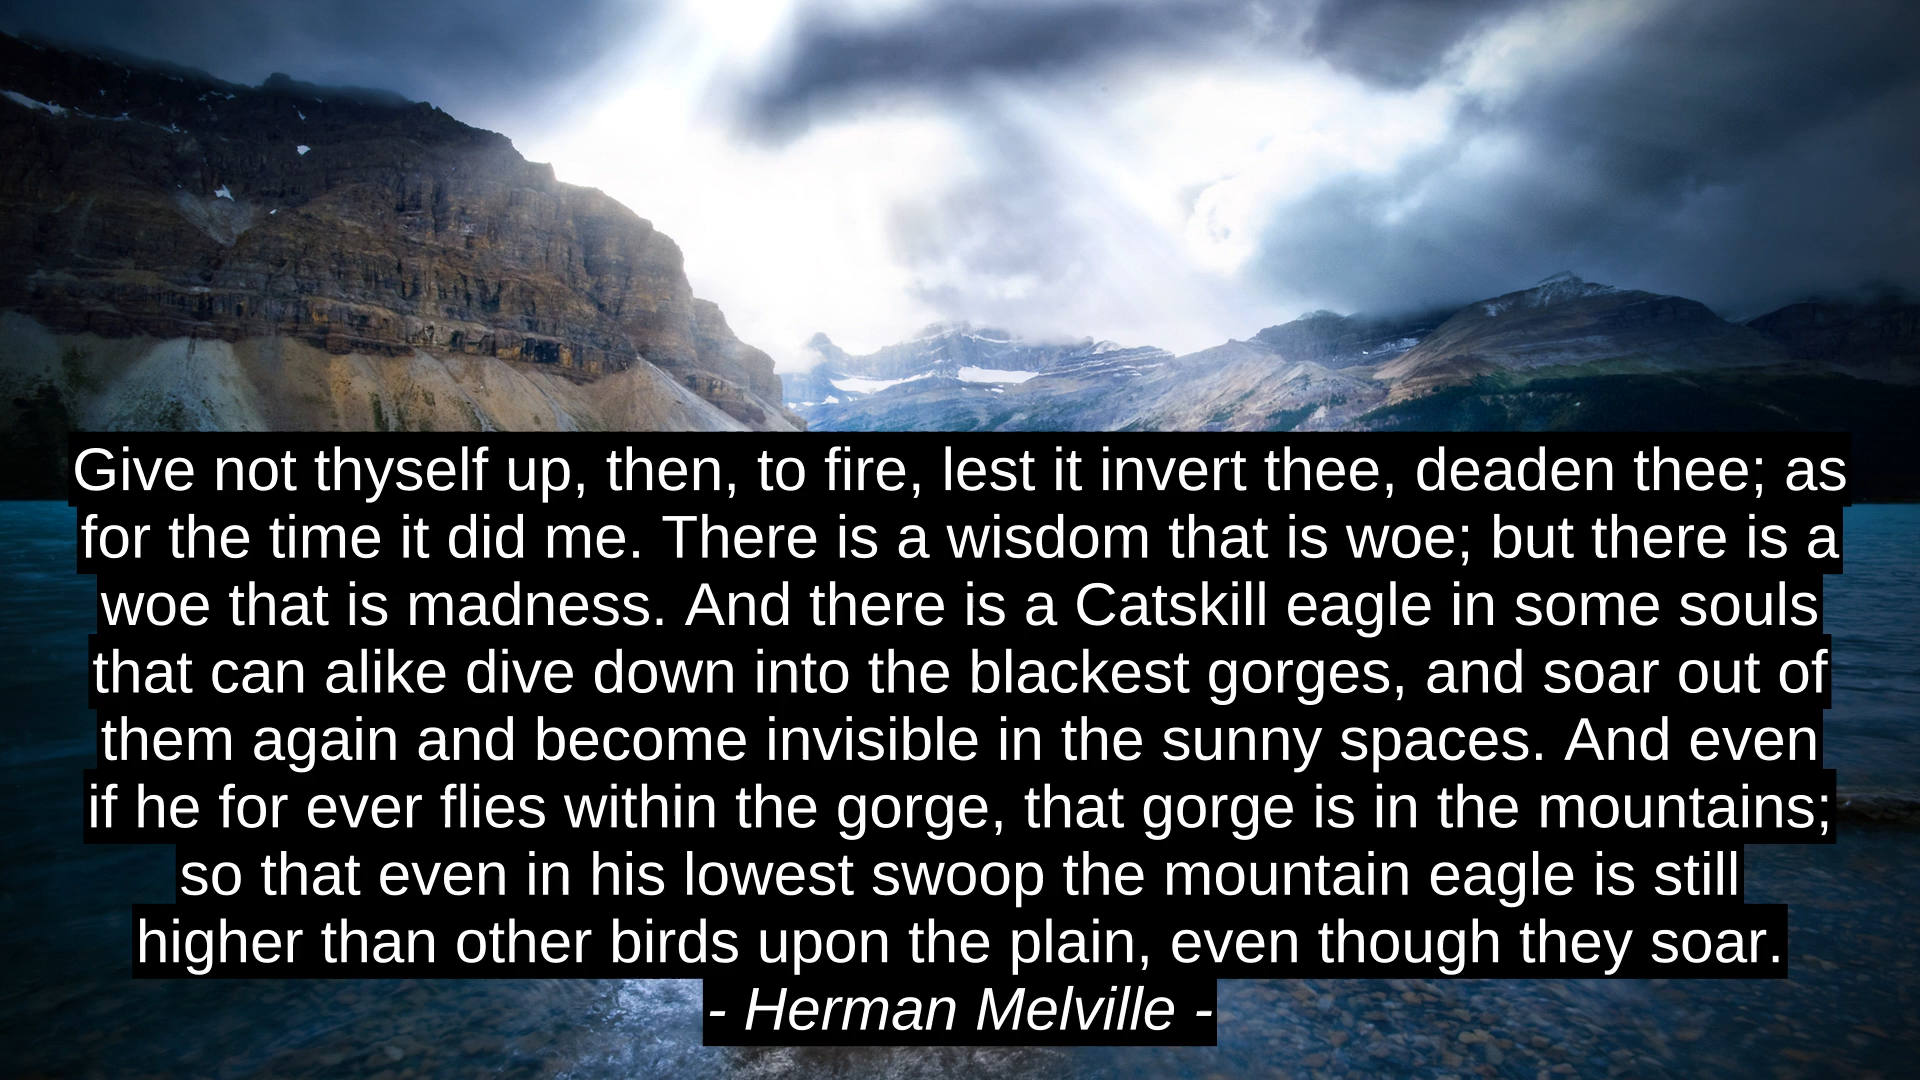 Give not thyself up, then, to fire, lest it invert thee, deaden thee; as
for the time it did me. There is a wisdom that is woe; but there is a
woe that is madness. And there is a Catskill eagle in some souls
that can alike dive down into the blackest gorges, and soar out of
them again and become invisible in the sunny spaces. And even
if he for ever flies within the gorge, that gorge is in the mountains;
so that even in his lowest swoop the mountain eagle is still
higher than other birds upon the plain, even though they soar.
- Herman Melville -